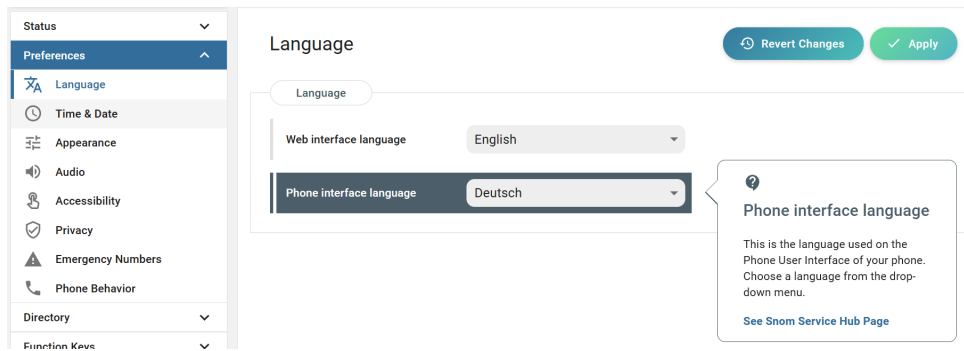 Status
Preferences
Language
Time & Date
Appearance
Audio
Accessibility
Privacy
Emergency Numbers
Phone Behavior
Directory
Function Keys
Language
Revert Changes
Apply
Language
Web interface language
English
Phone interface language
Deutsch
Phone interface language
This is the language used on the
Phone User Interface of your phone.
Choose a language from the drop-
down menu.
See Snom Service Hub Page